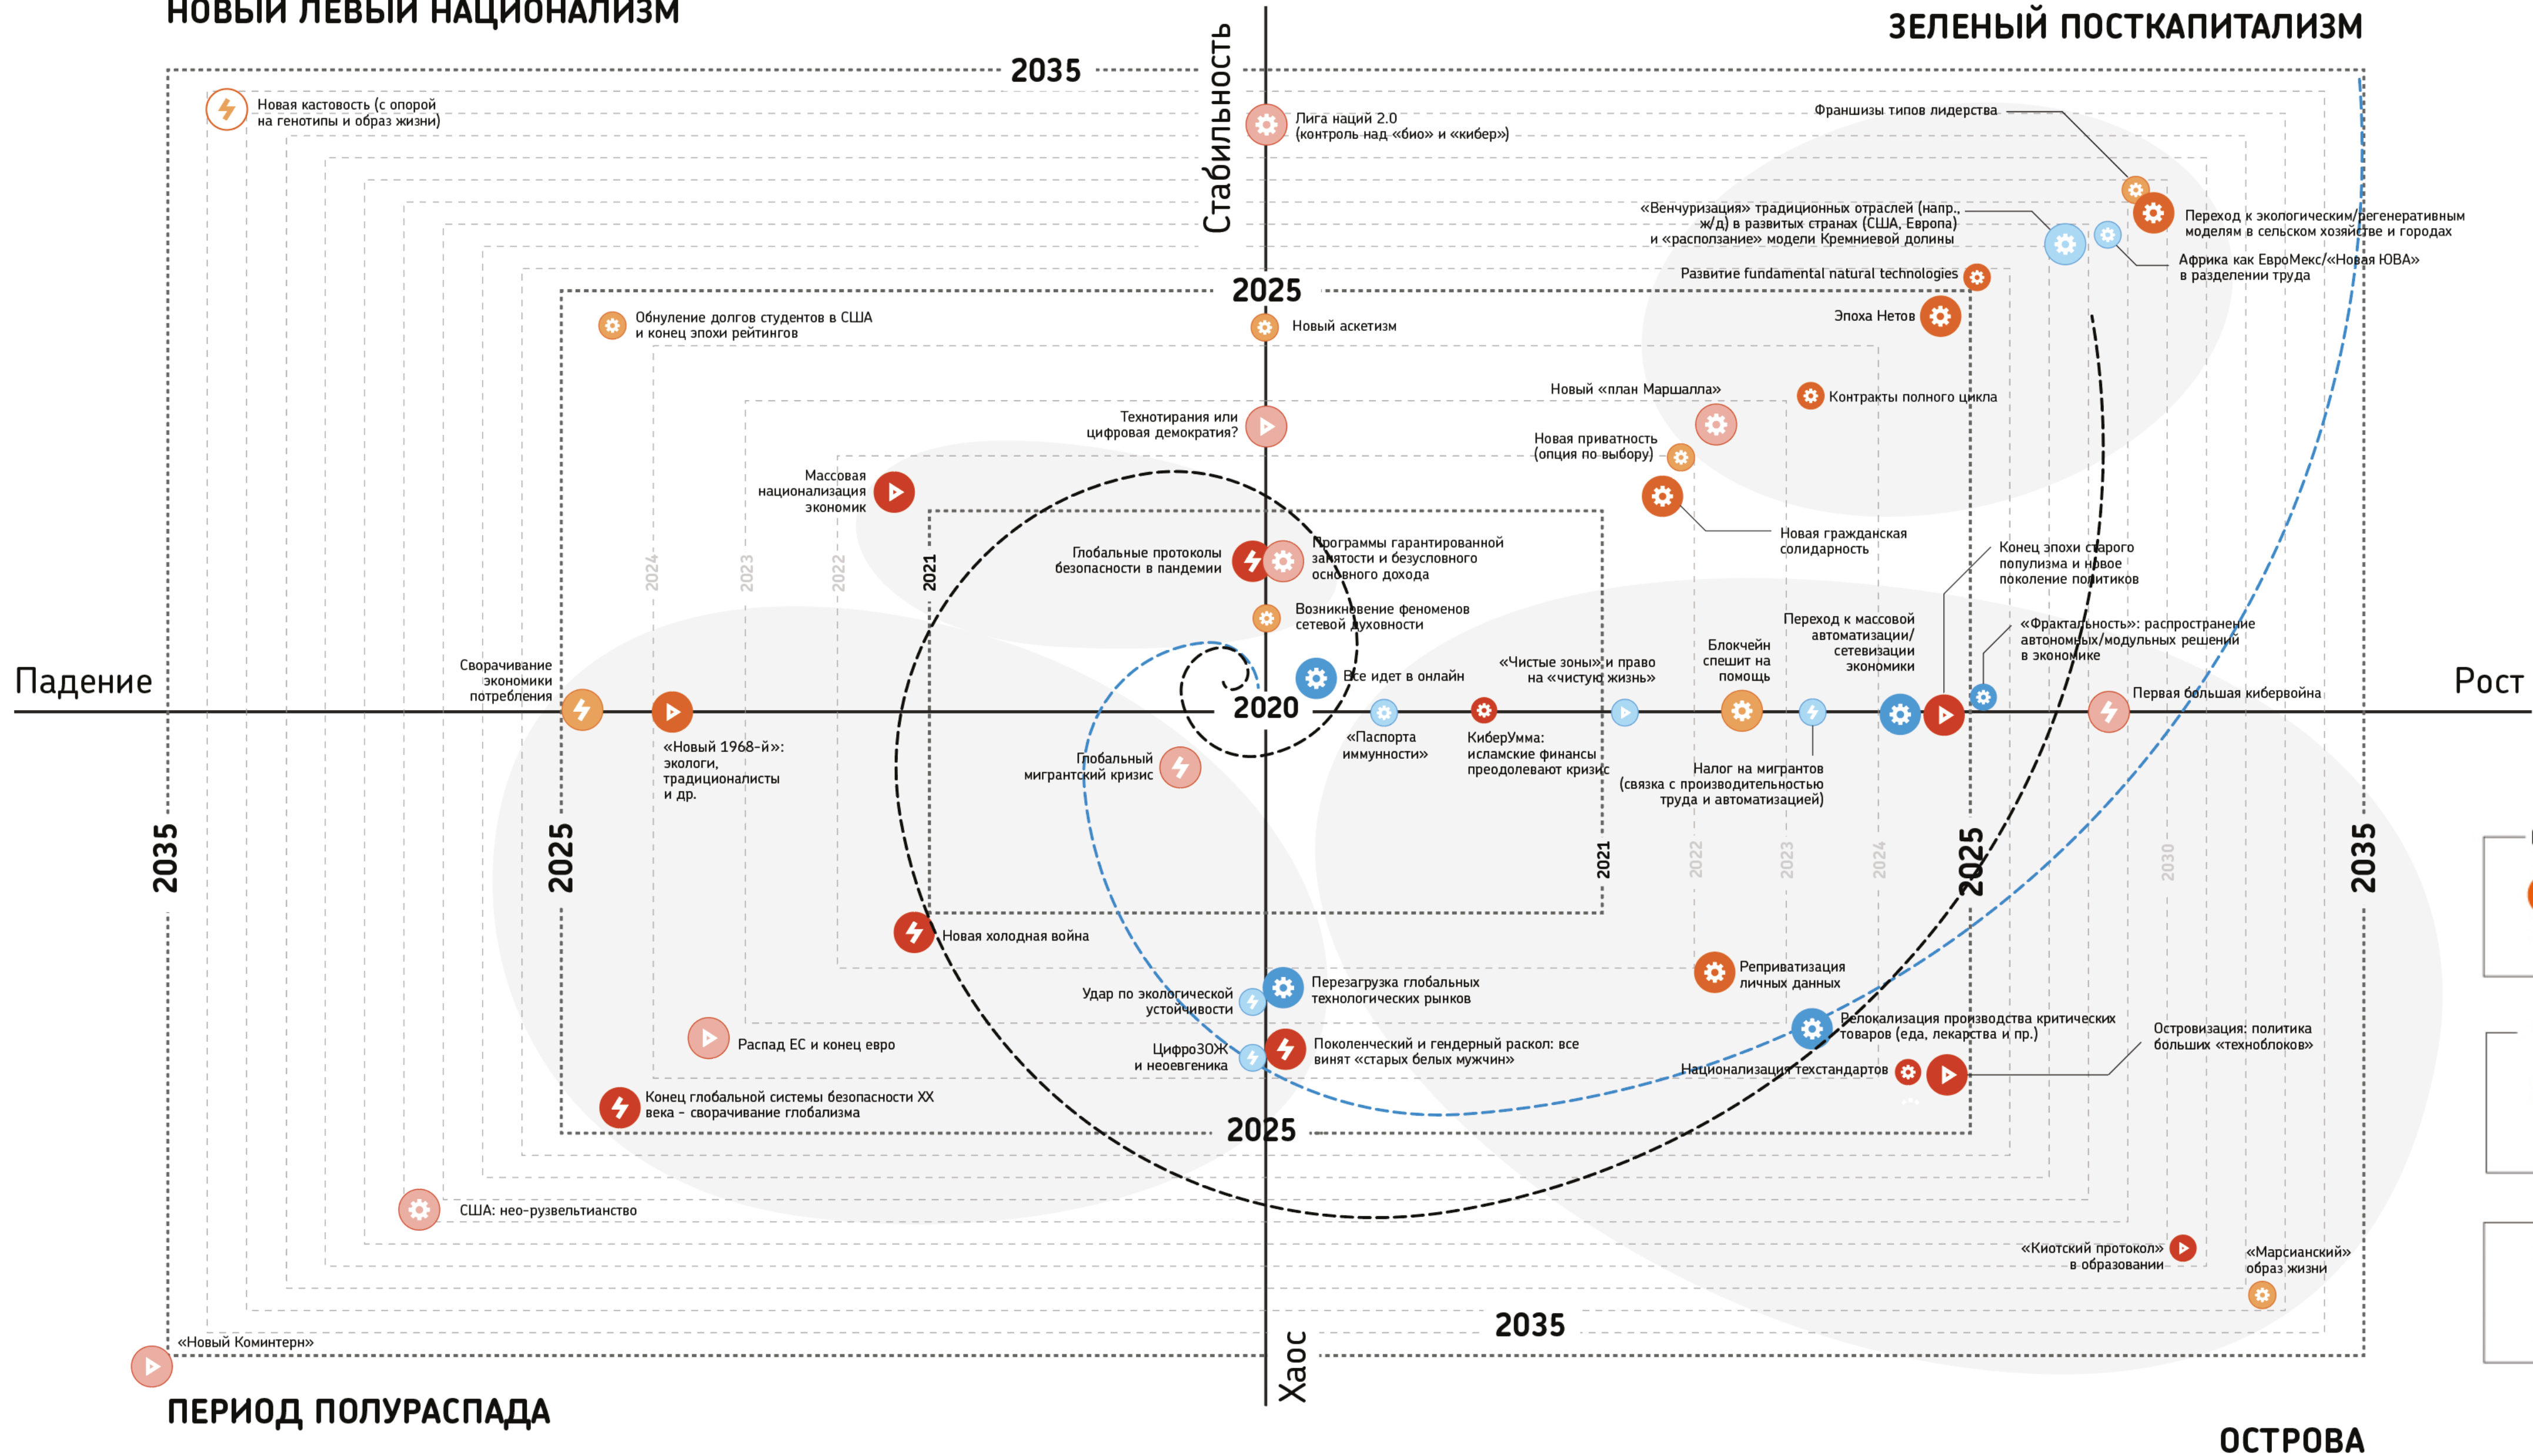 НОВЫЙ ЛЕВЫЙ НАЦИОНАЛИЗМ
ЗЕЛЕНЫЙ ПОСТКАПИТАЛИЗМ
Стабильность
2035
Новая кастовость (с опорой
на генотипы и образ жизни)
Лига наций 2.0
(контроль над «био» и «кибер»)
Франшизы типов лидерства
«Венчуризация» традиционных отраслей (напр.,
ж/д) в развитых странах (США, Европа)
и «расползание» модели Кремниевой долины
Переход к экологическим/регенеративным
моделям в сельском хозяйстве и городах
Африка как ЕвроМекс/«Новая ЮВА»
в разделении труда
Развитие fundamental natural technologies
2025
Обнуление долгов студентов в США
и конец эпохи рейтингов
Новый аскетизм
Эпоха Нетов
Новый «план Маршалла»
Контракты полного цикла
Технотирания или
цифровая демократия?
Новая приватность
(опция по выбору)
Массовая
национализация
экономик
Новая гражданская
солидарность
Глобальные протоколы
безопасности в пандемии
Программы гарантированной
занятости и безусловного
основного дохода
Конец эпохи старого
популизма и новое
поколение политиков
2024
2023
2022
2021
Возникновение феноменов
сетевой духовности
Переход к массовой
автоматизации/
сетевизации
экономики
«Фрактальность»: распространие
автономных/модульных решений
в экономике
Блокчейн
спешит на
помощь
«Чистые зоны» и право
на «чистую жизнь»
Сворачивание
экономики
потребления
Падение
Рост
Все идет в онлайн
Первая большая кибервойна
2020
«Новый 1968-й»:
экологи,
традиционалисты
и др.
Глобальный
мигрантский кризис
«Паспорта
иммунности»
КиберУмма:
исламские финансы
преодолевают кризис
Налог на мигрантов
(связка с производительностью
труда и автоматизацией)
2035
2025
2021
2022
2023
2024
2025
2030
2035
Новая холодная война
Удар по экологической
устойчивости
Перезагрузка глобальных
технологических рынков
Реприватизация
личных данных
Релокализация производства критических
товаров (еда, лекарства и пр.)
Островизация: политика
больших «техноблоков»
Распад ЕС и конец евро
ЦифроЗОЖ
и неоевгеника
Поколенческий и гендерный раскол: все
винят «старых белых мужчин»
Национализация техстандартов
Конец глобальной системы безопасности XX
века - сворачивание глобализма
2025
США: нео-рузвельтианство
«Киотский протокол»
в образовании
«Марсианский»
образ жизни
2035
«Новый Коминтерн»
Хаос
ПЕРИОД ПОЛУРАСПАДА
ОСТРОВА